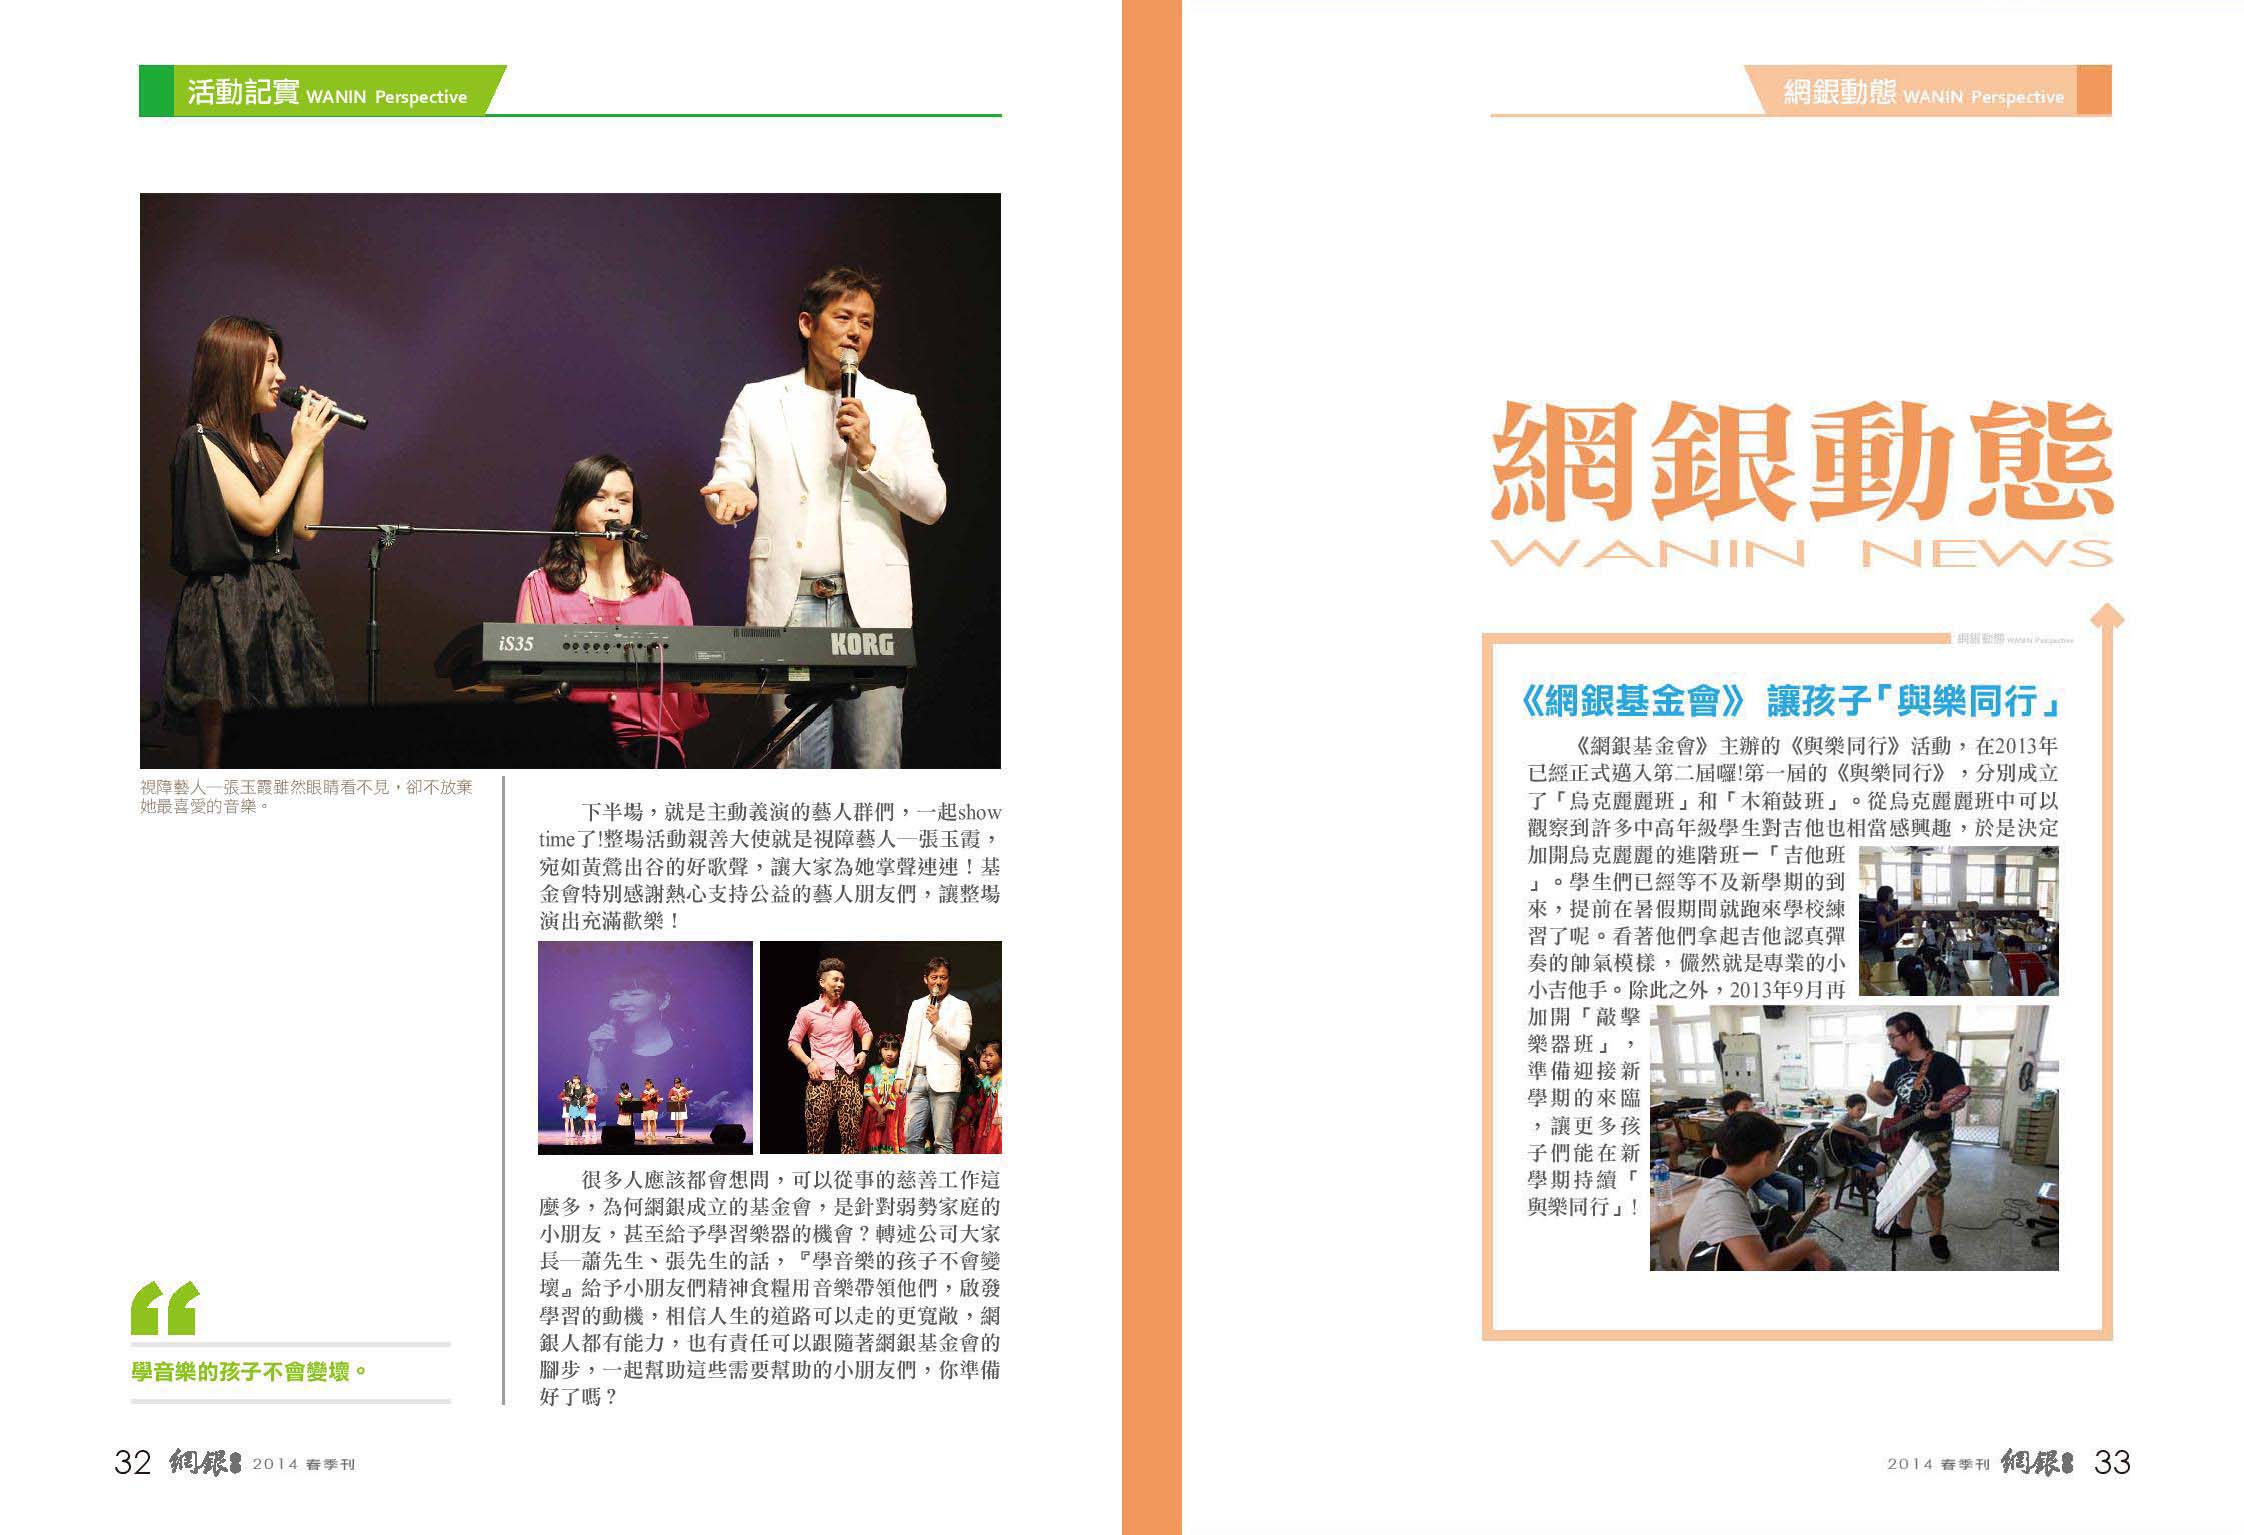 活動記實 WANIN Perspective
iS35
KORG
視障藝人─張玉霞雖然眼睛看不見，卻不放棄
她最喜愛的音樂。
下半場，就是主動義演的藝人群們，一起show
time了!整場活動親善大使就是視障藝人─張玉霞，
宛如黃鶯出谷的好歌聲，讓大家為她掌聲連連！基
金會特別感謝熱心支持公益的藝人朋友們，讓整場
演出充滿歡樂！
很多人應該都會想問，可以從事的慈善工作這
麼多，為何網銀成立的基金會，是針對弱勢家庭的
小朋友，甚至給予學習樂器的機會？轉述公司大家
長─蕭先生、張先生的話，『學音樂的孩子不會變
壞』給予小朋友們精神食糧用音樂帶領他們，啟發
學習的動機，相信人生的道路可以走的更寬敞，網
銀人都有能力，也有責任可以跟隨著網銀基金會的
腳步，一起幫助這些需要幫助的小朋友們，你準備
好了嗎？
學音樂的孩子不會變壞。
32 網銀 2014 春季刊
網銀動態 WANIN Perspective
網銀動態
WANIN NEWS
網銀動態 WANIN Perspective
《網銀基金會》 讓孩子「與樂同行」
《網銀基金會》主辦的《與樂同行》活動，在2013年
已經正式邁入第二屆囉!第一屆的《與樂同行》，分別成立
了「烏克麗麗班」和「木箱鼓班」。從烏克麗麗班中可以
觀察到許多中高年級學生對吉他也相當感興趣，於是決定
加開烏克麗麗的進階班－「吉他班
」。學生們已經等不及新學期的到
來，提前在暑假期間就跑來學校練
習了呢。看著他們拿起吉他認真彈
奏的帥氣模樣，儼然就是專業的小
小吉他手。除此之外，2013年9月再
加開「敲擊
樂器班」，
準備迎接新
學期的來臨
，讓更多孩
子們能在新
學期持續「
與樂同行」!
2014 春季刊 網銀 33